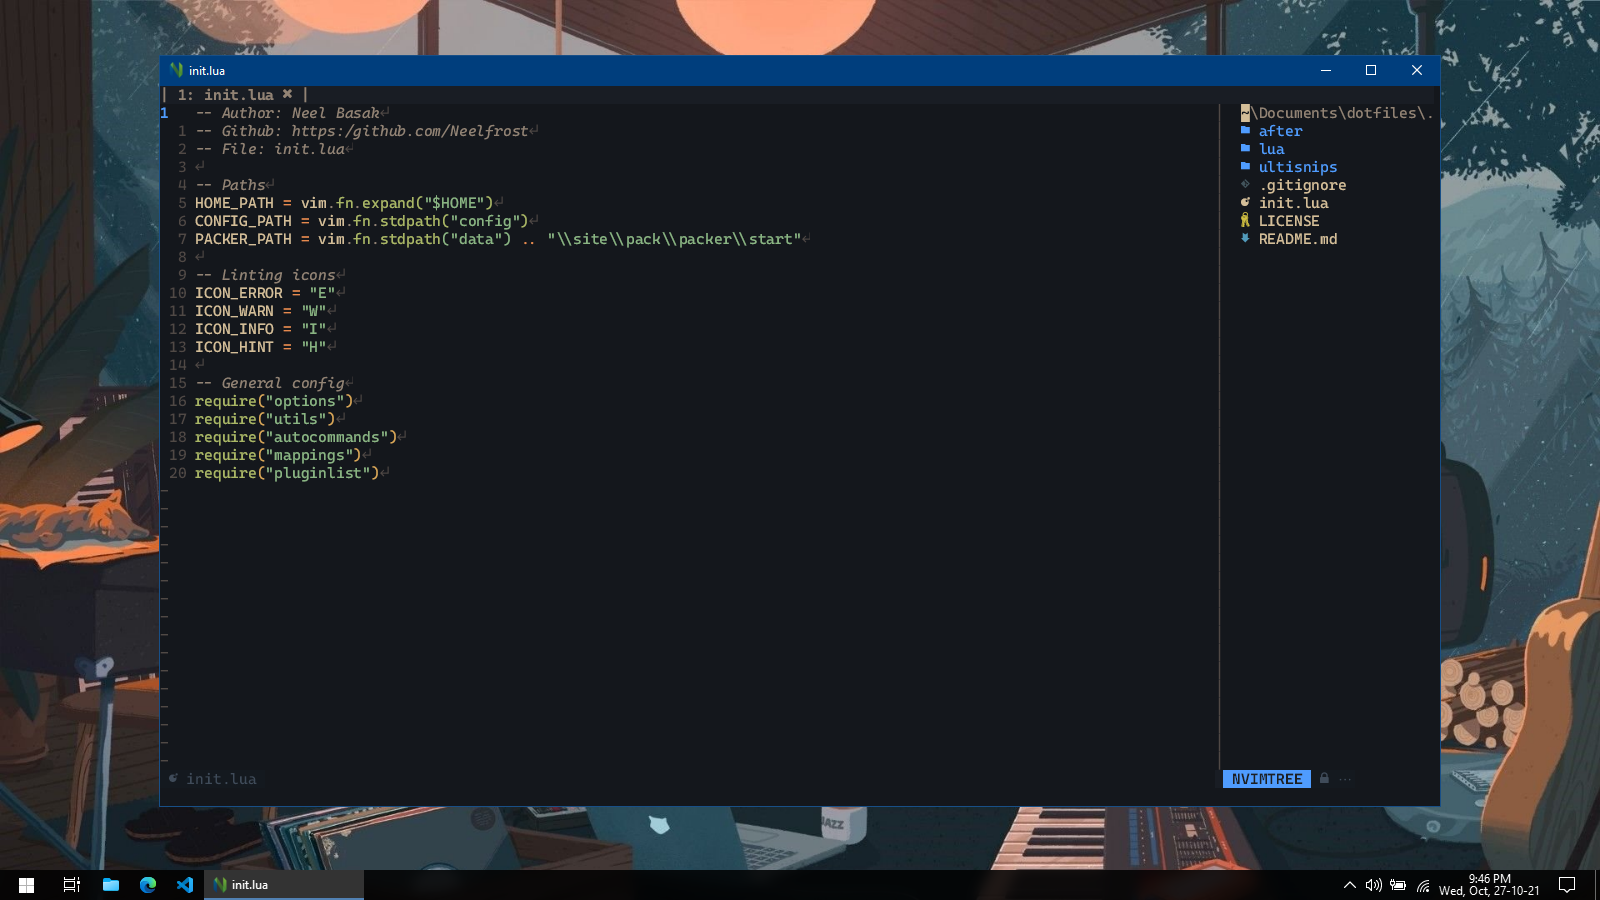 init.lua
| 1: init.lua ✖ |
1 -- Author: Neel Basak↵
1 -- Github: https:/github.com/Neelfrost↵
2 -- File: init.lua↵
3 ↵
4 -- Paths↵
5 HOME_PATH = vim.fn.expand("$HOME")↵
6 CONFIG_PATH = vim.fn.stdpath("config")↵
7 PACKER_PATH = vim.fn.stdpath("data") .. "\\site\\pack\\packer\\start"↵
8 ↵
9 -- Linting icons↵
10 ICON_ERROR = "E"↵
11 ICON_WARN = "W"↵
12 ICON_INFO = "I"↵
13 ICON_HINT = "H"↵
14 ↵
15 -- General config↵
16 require("options")↵
17 require("utils")↵
18 require("autocommands")↵
19 require("mappings")↵
20 require("pluginlist")↵
~\Documents\dotfiles\.
after
lua
ultisnips
.gitignore
init.lua
LICENSE
README.md
init.lua
NVIMTREE ...
JAZZ
init.lua
9:46 PM
Wed, Oct, 27-10-21